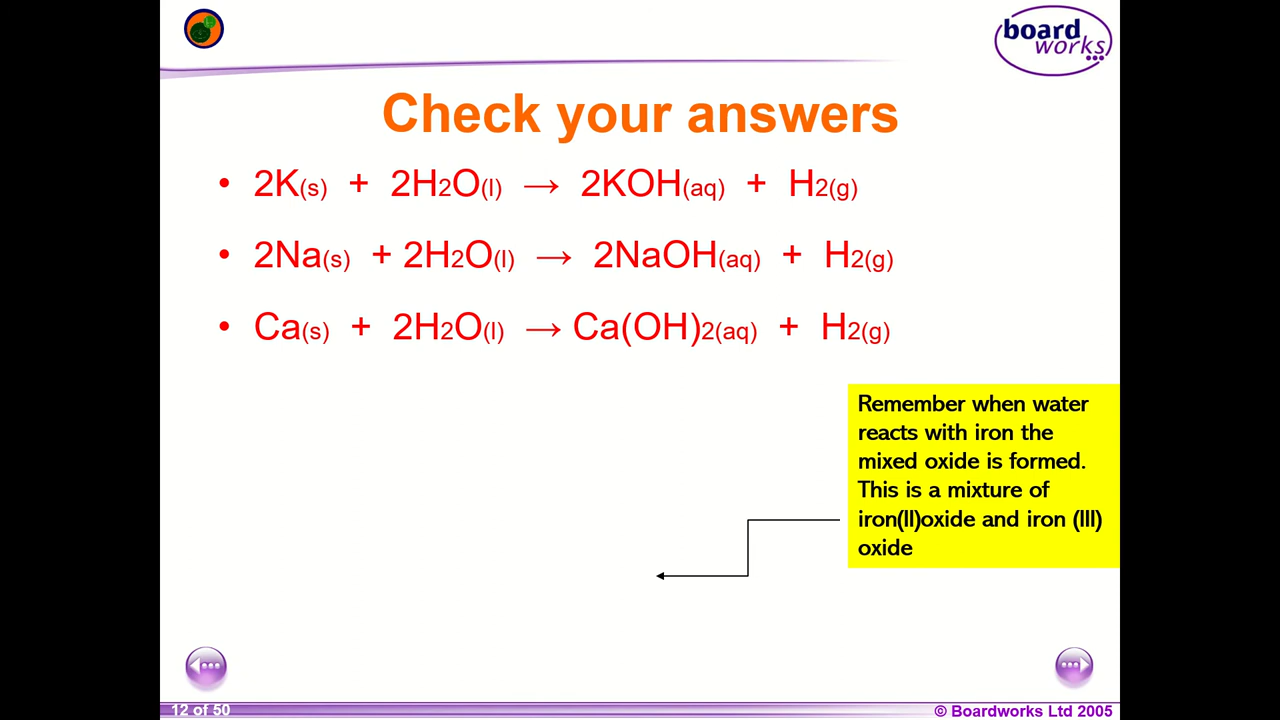 board
works
Check your answers
• 2K(s) + 2H2O(l) → 2KOH(aq) + H2(g)
• 2Na(s) + 2H2O(l) → 2NaOH(aq) + H2(g)
• Ca(s) + 2H2O(l) → Ca(OH)2(aq) + H2(g)
Remember when water
reacts with iron the
mixed oxide is formed.
This is a mixture of
iron(II)oxide and iron (III)
oxide
12 of 50
© Boardworks Ltd 2005